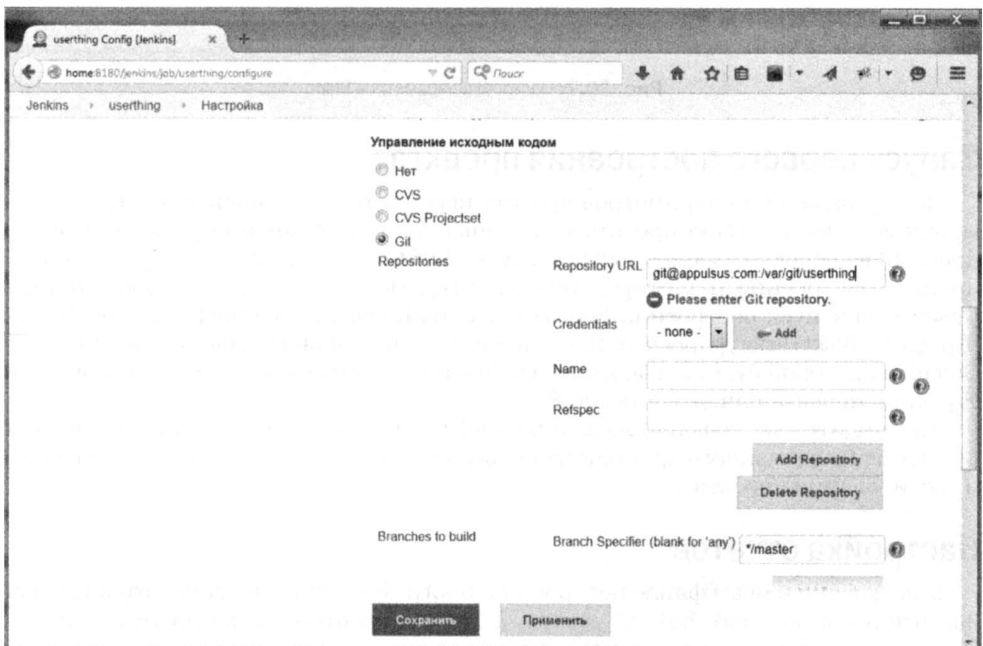 userthing Config [Jenkins]
home:8180/jenkins/job/userthing/configure
Поиск
Jenkins userthing Настройка
Управление исходным кодом
Нет
CVS
CVS Projectset
Git
Repositories
Repository URL git@appulsus.com:/var/git/userthing
Please enter Git repository.
Credentials - none - Add
Name
Refspec
Add Repository
Delete Repository
Branches to build Branch Specifier (blank for 'any') */master
Сохранить Применить